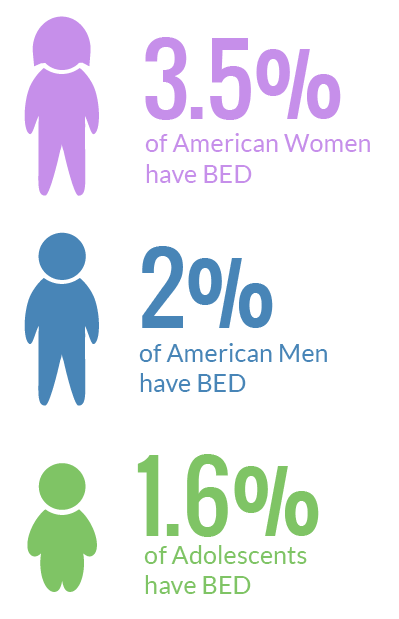 3.5%
of American Women
have BED
2%
of American Men
have BED
1.6%
of Adolescents
have BED